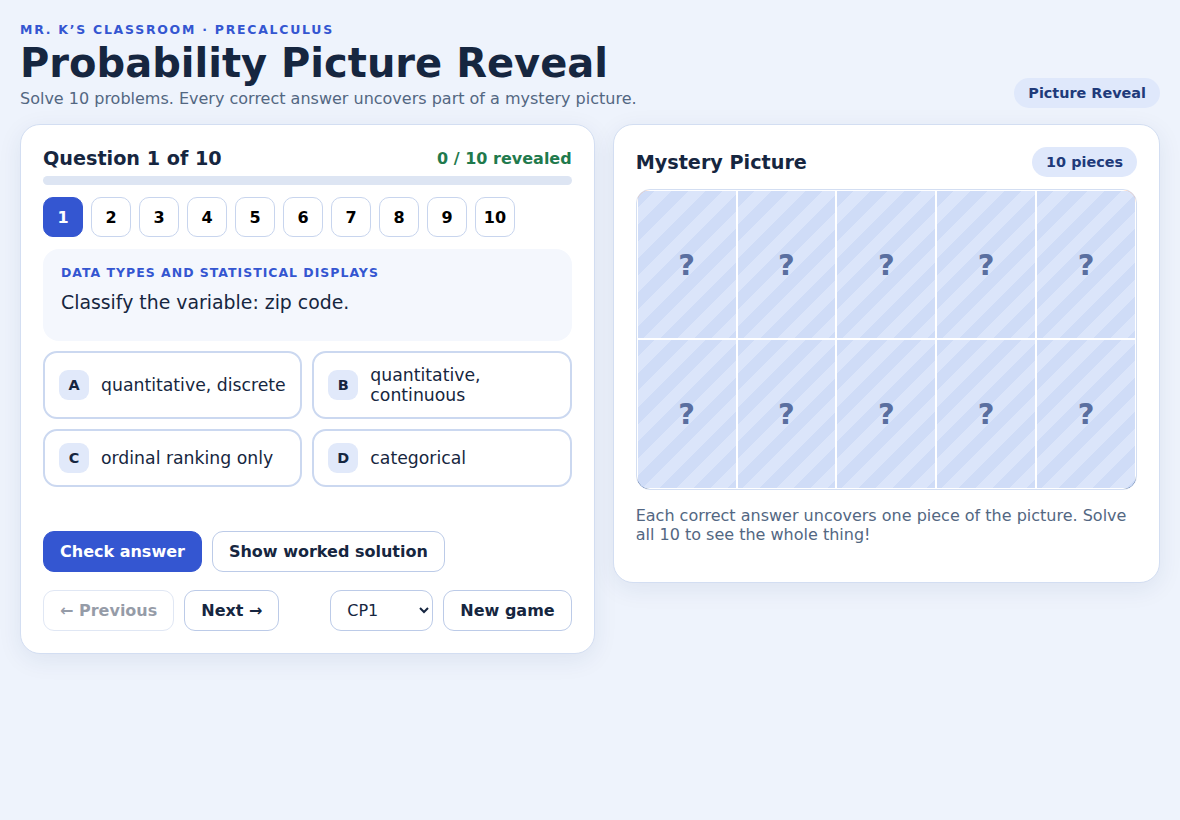 MR. K’S CLASSROOM · PRECALCULUS
Probability Picture Reveal
Solve 10 problems. Every correct answer uncovers part of a mystery picture.
Picture Reveal
Question 1 of 10
0 / 10 revealed
1 2 3 4 5 6 7 8 9 10
DATA TYPES AND STATISTICAL DISPLAYS
Classify the variable: zip code.
A quantitative, discrete
B quantitative,
continuous
C ordinal ranking only
D categorical
Check answer
Show worked solution
← Previous
Next →
CP1
New game
Mystery Picture
10 pieces
? ? ? ? ?
? ? ? ? ?
Each correct answer uncovers one piece of the picture. Solve
all 10 to see the whole thing!